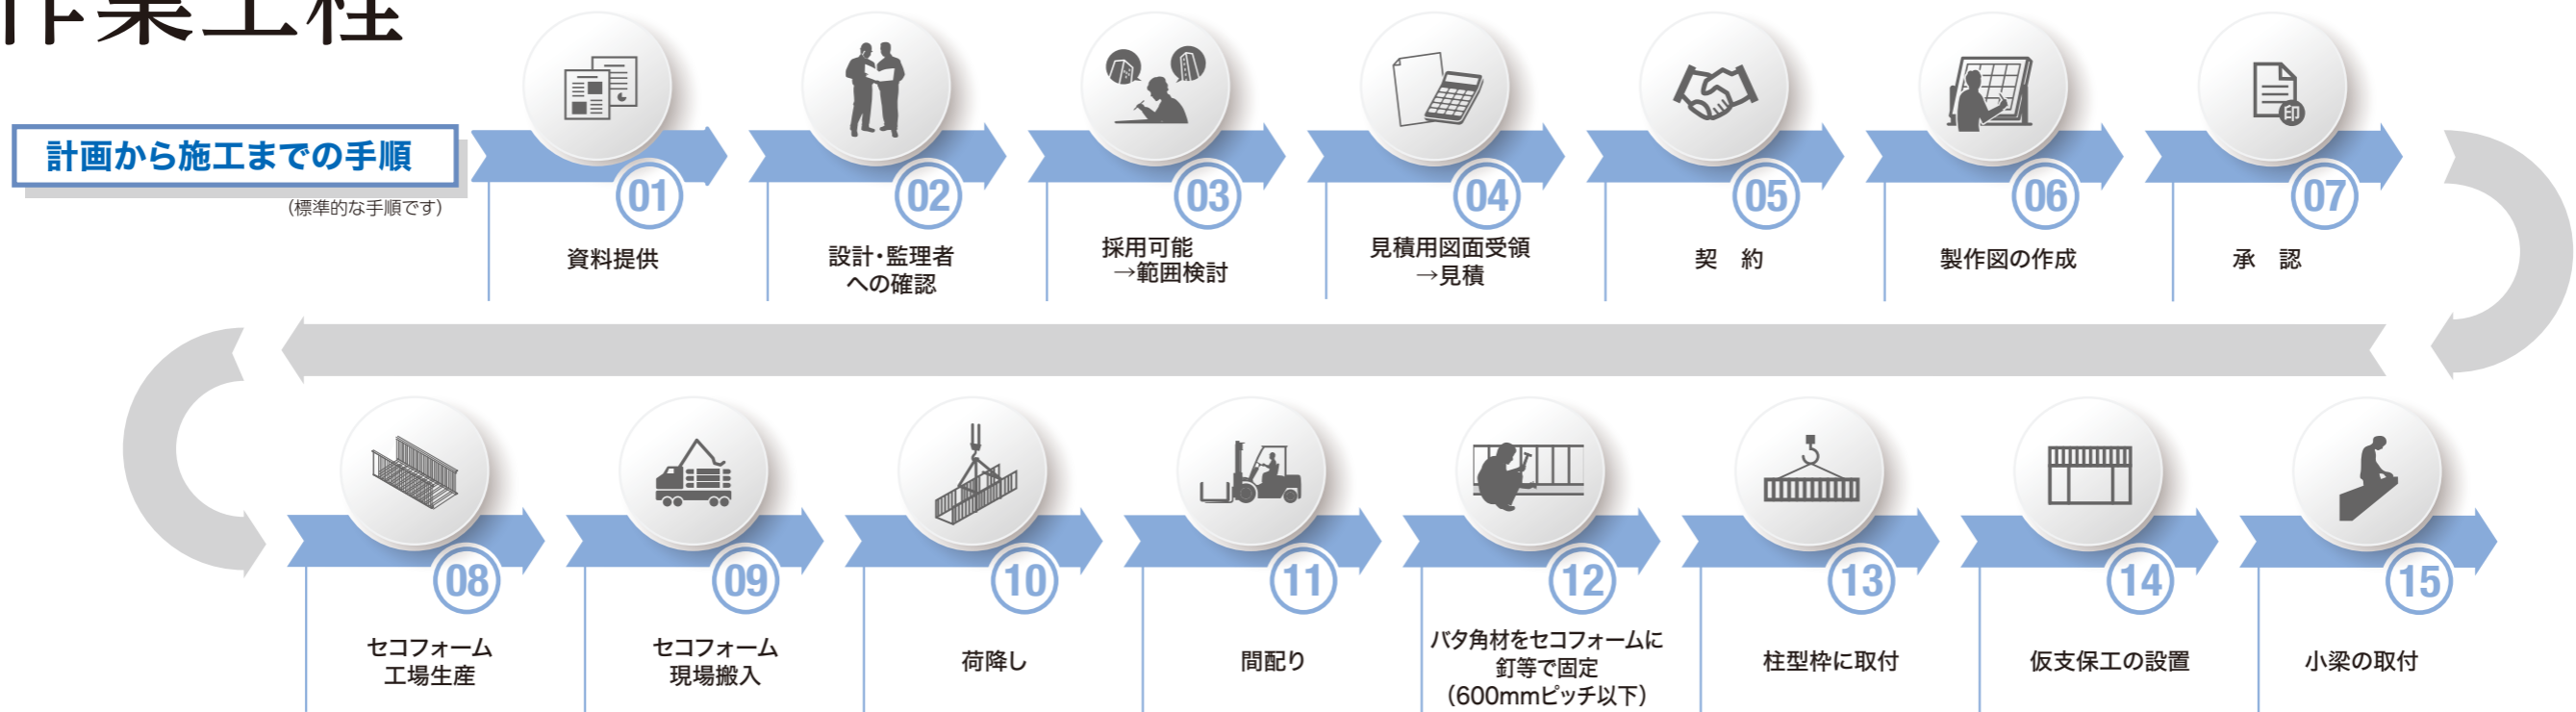 作業工程
計画から施工までの手順
(標準的な手順です)
01
資料提供
02
設計・監理者
への確認
03
採用可能
→範囲検討
04
見積用図面受領
→見積
05
契　約
06
製作図の作成
印
07
承　認
08
セコフォーム
工場生産
09
セコフォーム
現場搬入
10
荷降し
11
間配り
12
バタ角材をセコフォームに
釘等で固定
(600mmピッチ以下)
13
柱型枠に取付
14
仮支保工の設置
15
小梁の取付